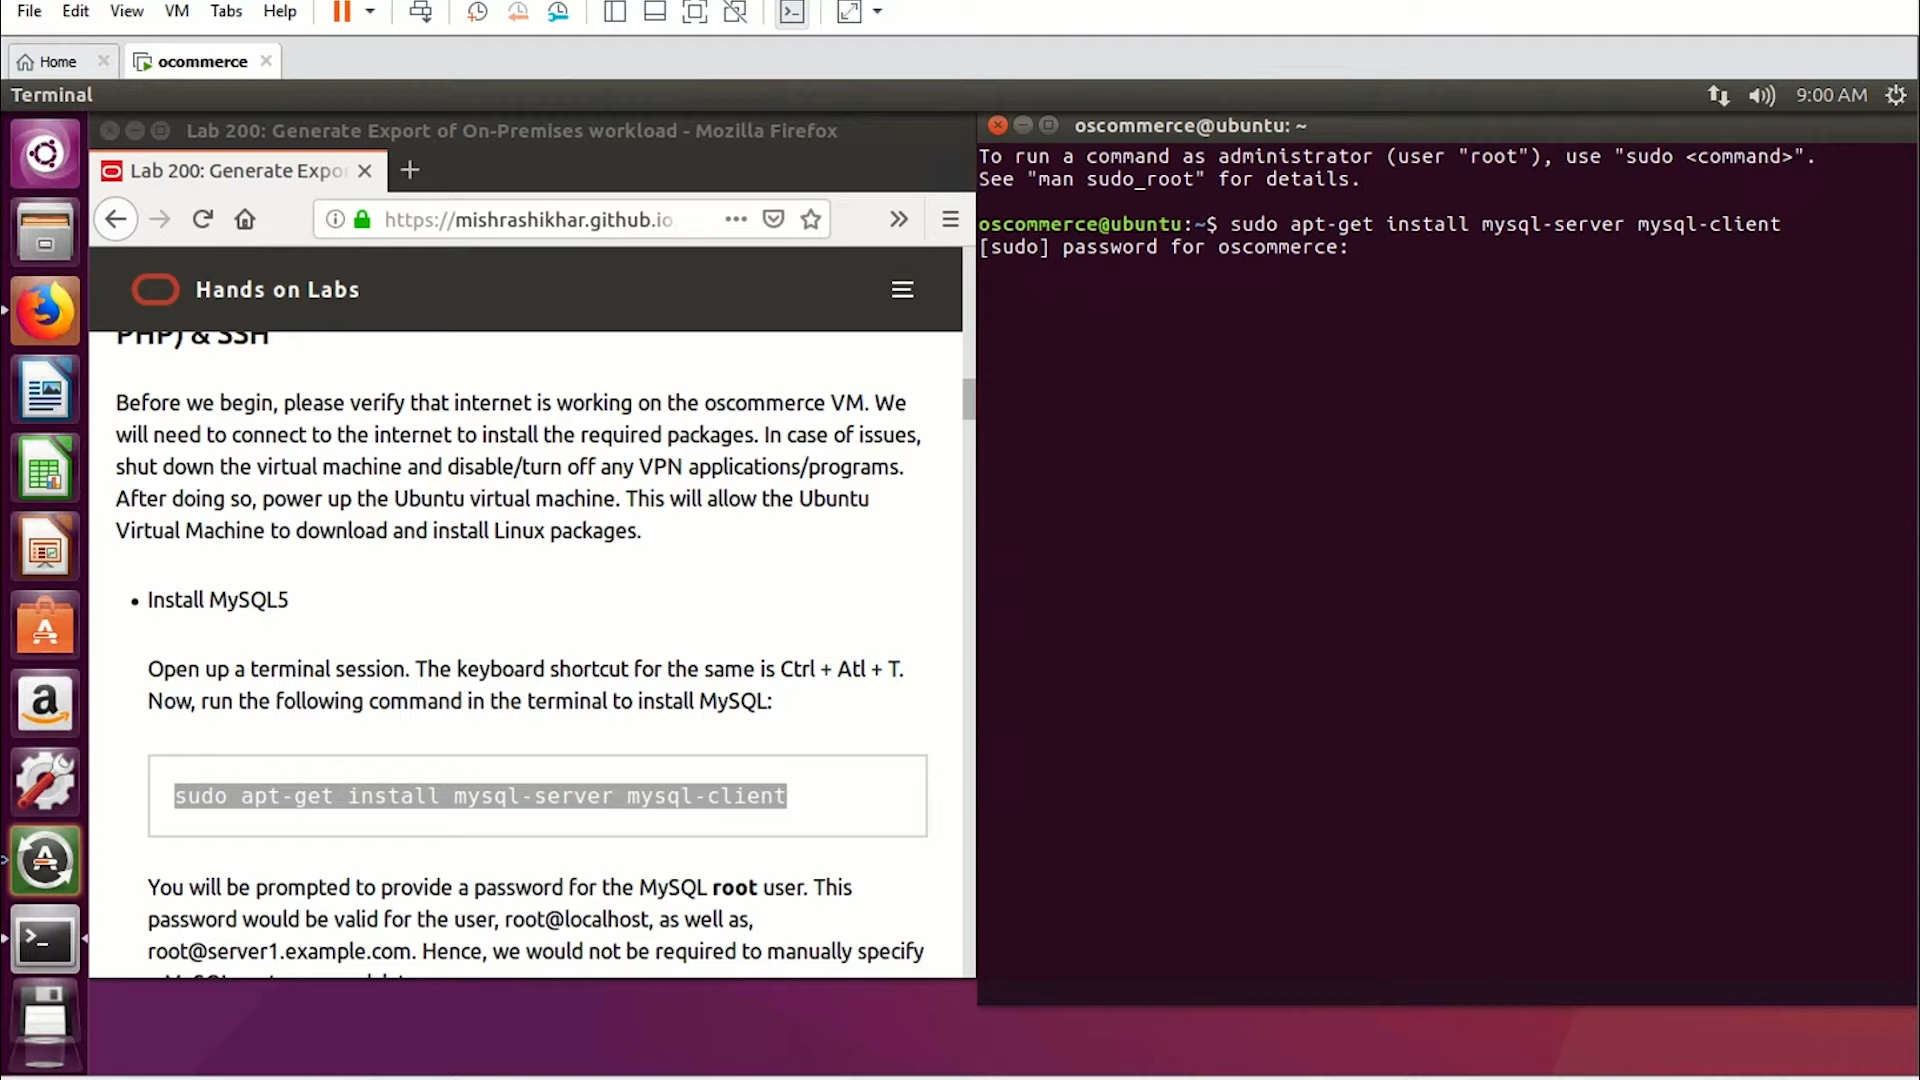 File Edit View VM Tabs Help
Home ocommerce
Terminal 9:00 AM
Lab 200: Generate Export of On-Premises workload - Mozilla Firefox
Lab 200: Generate Expor
https://mishrashikhar.github.io
Hands on Labs
PHP) & SSH
Before we begin, please verify that internet is working on the oscommerce VM. We
will need to connect to the internet to install the required packages. In case of issues,
shut down the virtual machine and disable/turn off any VPN applications/programs.
After doing so, power up the Ubuntu virtual machine. This will allow the Ubuntu
Virtual Machine to download and install Linux packages.
• Install MySQL5
Open up a terminal session. The keyboard shortcut for the same is Ctrl + Atl + T.
Now, run the following command in the terminal to install MySQL:
sudo apt-get install mysql-server mysql-client
You will be prompted to provide a password for the MySQL root user. This
password would be valid for the user, root@localhost, as well as,
root@server1.example.com. Hence, we would not be required to manually specify
oscommerce@ubuntu: ~
To run a command as administrator (user "root"), use "sudo <command>".
See "man sudo_root" for details.
oscommerce@ubuntu:~$ sudo apt-get install mysql-server mysql-client
[sudo] password for oscommerce: